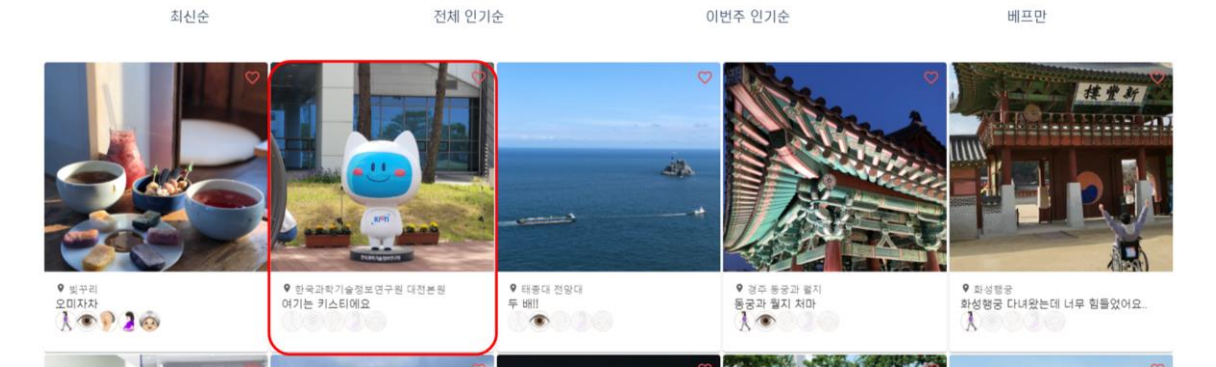 최신순
전체 인기순
이번주 인기순
베프만
樓豐新
KISTI
빛꾸리
오미자차
한국과학기술정보연구원 대전본원
여기는 키스티에요
태종대 전망대
두 배!!
경주 동궁과 월지
동궁과 월지 처마
화성행궁
화성행궁 다녀왔는데 너무 힘들었어요..